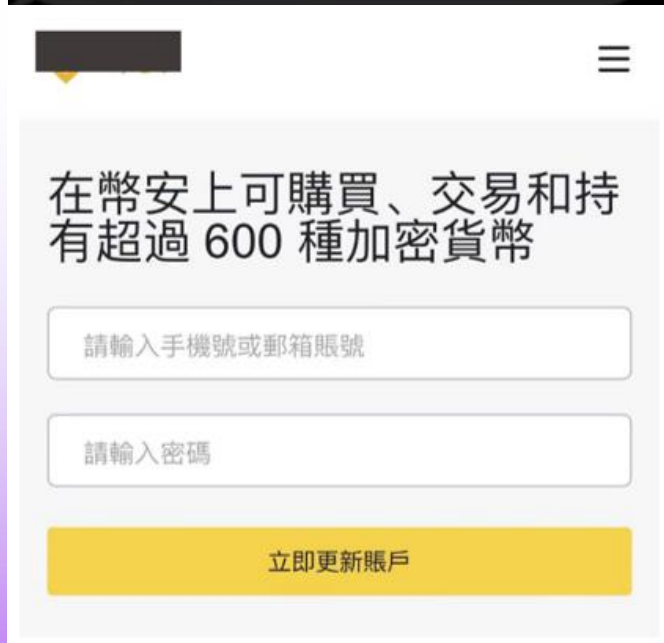 在幣安上可購買、交易和持
有超過 600 種加密貨幣
請輸入手機號或郵箱賬號
請輸入密碼
立即更新賬戶